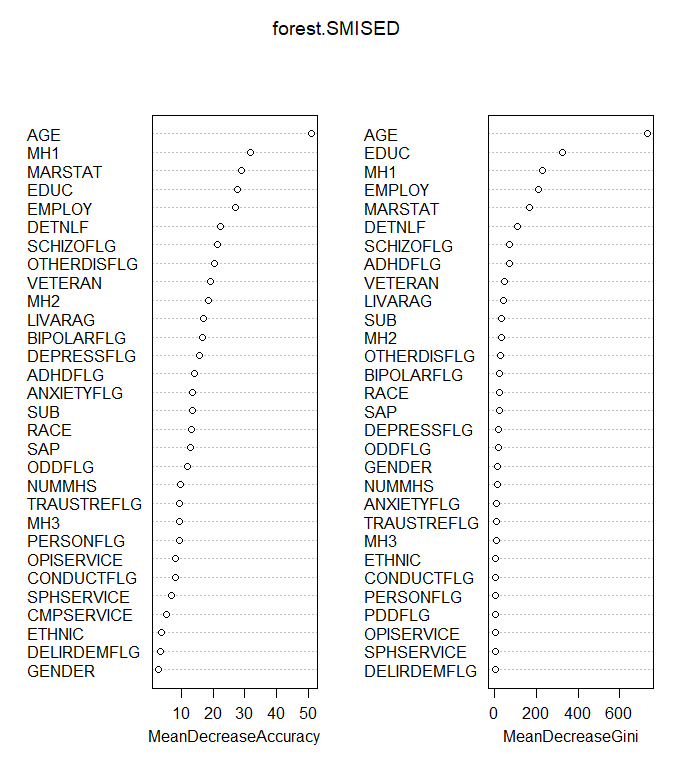 forest.SMISED
AGE
MH1
MARSTAT
EDUC
EMPLOY
DETNLF
SCHIZOFLG
OTHERDISFLG
VETERAN
MH2
LIVARAG
BIPOLARFLG
DEPRESSFLG
ADHDFLG
ANXIETYFLG
SUB
RACE
SAP
ODDFLG
NUMMHS
TRAUSTREFLG
MH3
PERSONFLG
OPISERVICE
CONDUCTFLG
SPHSERVICE
CMPSERVICE
ETHNIC
DELIRDEMFLG
GENDER
10 20 30 40 50
MeanDecreaseAccuracy
AGE
EDUC
MH1
EMPLOY
MARSTAT
DETNLF
SCHIZOFLG
ADHDFLG
VETERAN
LIVARAG
SUB
MH2
OTHERDISFLG
BIPOLARFLG
RACE
SAP
DEPRESSFLG
ODDFLG
GENDER
NUMMHS
ANXIETYFLG
TRAUSTREFLG
MH3
ETHNIC
CONDUCTFLG
PERSONFLG
PDDFLG
OPISERVICE
SPHSERVICE
DELIRDEMFLG
0 200 400 600
MeanDecreaseGini